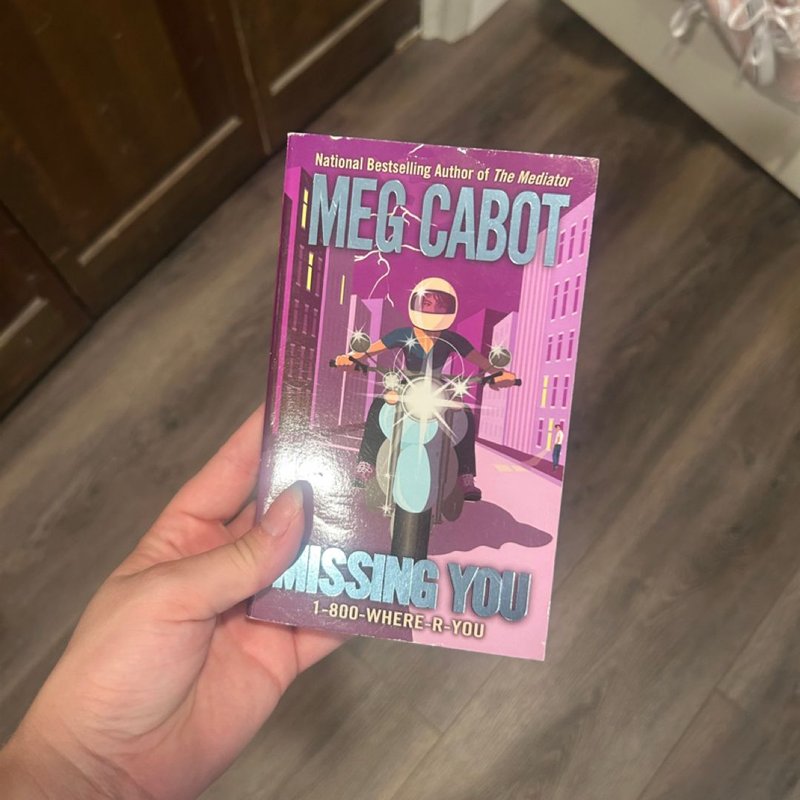 National Bestselling Author of The Mediator
MEG CABOT
MISSING YOU
1-800-WHERE-R-YOU